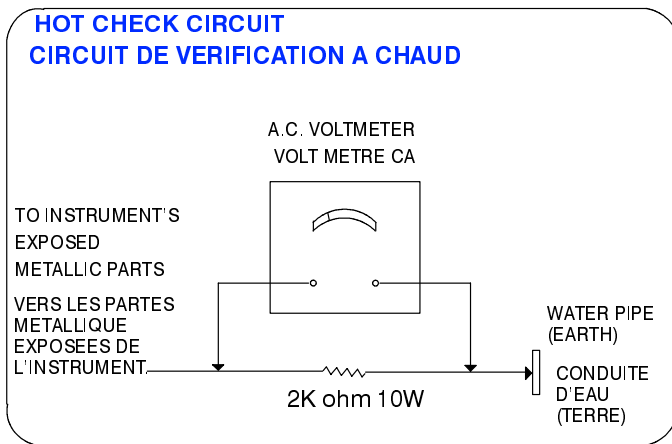 HOT CHECK CIRCUIT
CIRCUIT DE VERIFICATION A CHAUD
A.C. VOLTMETER
VOLT METRE CA
TO INSTRUMENT'S
EXPOSED
METALLIC PARTS
VERS LES PARTES
METALLIQUE
EXPOSEES DE
L'INSTRUMENT
2K ohm 10W
WATER PIPE
(EARTH)
CONDUITE
D'EAU
(TERRE)